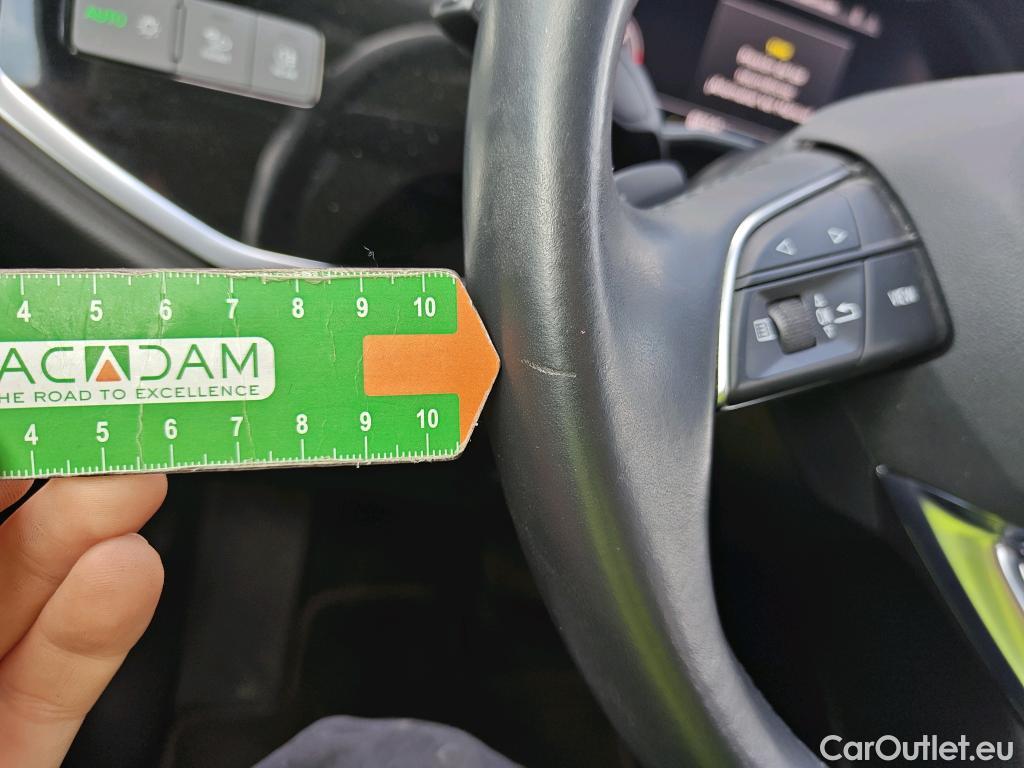 AUTO
4 5 6 7 8 9 10
ACADAM
HE ROAD TO EXCELLENCE
4 5 6 7 8 9 10
VIEW
OK
CarOutlet.eu